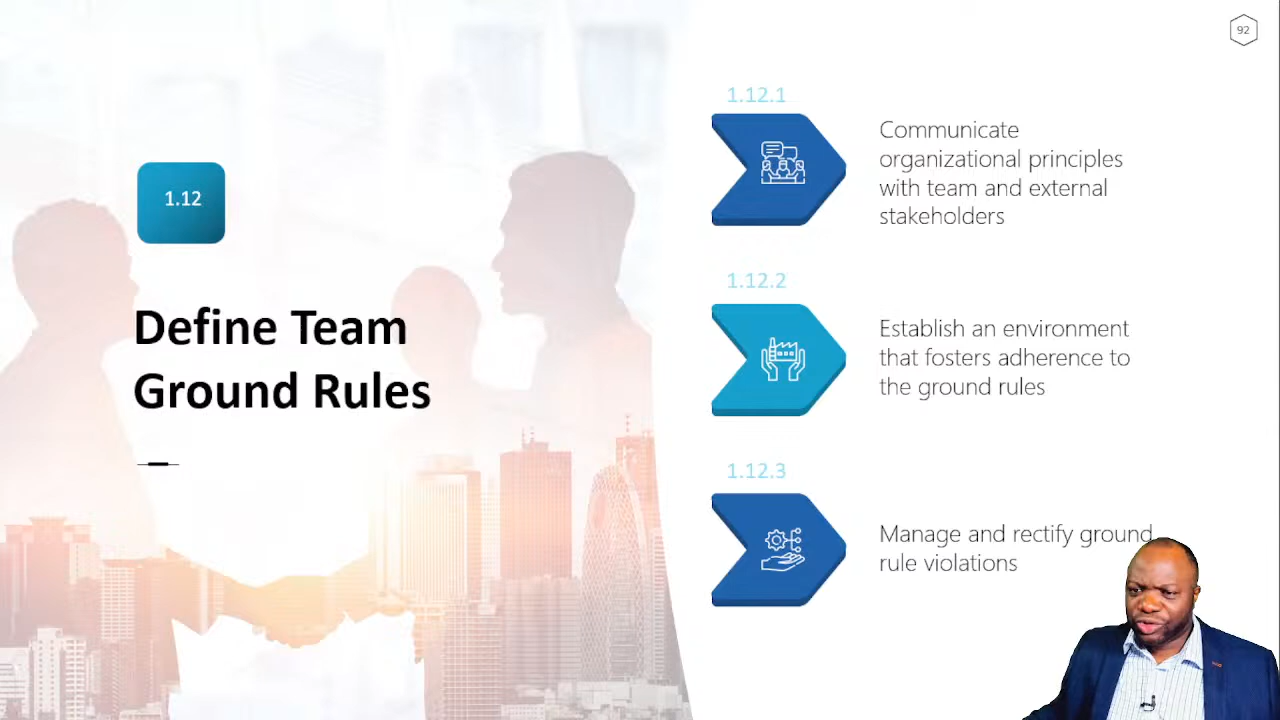 92
1.12
Define Team
Ground Rules
1.12.1
Communicate
organizational principles
with team and external
stakeholders
1.12.2
Establish an environment
that fosters adherence to
the ground rules
1.12.3
Manage and rectify ground
rule violations